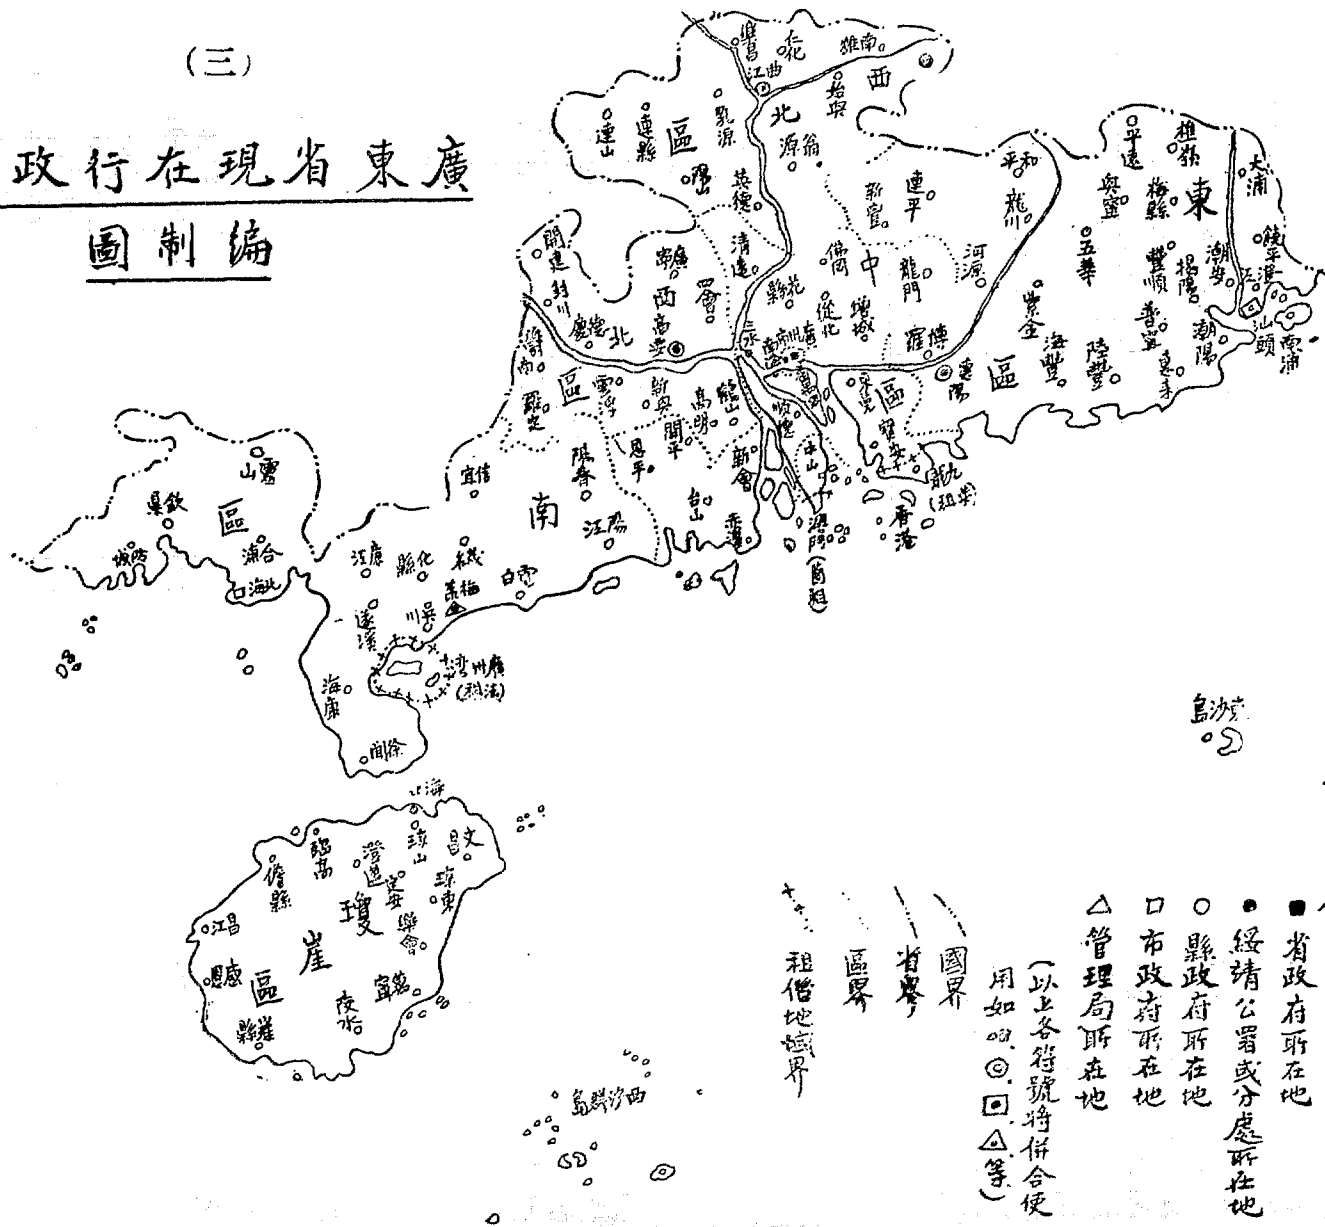 (三)
廣東省現在行政
編制圖
樂昌
仁化
南雄
曲江
始興
西
北
區
乳源
連縣
連山
陽山
翁源
英德
新豐
連平
和平
龍川
平遠
蕉嶺
大埔
興寧
梅縣
東
五華
豐順
揭陽
潮安
饒平
澄海
汕頭
南澳
普寧
潮陽
惠來
紫金
海豐
陸豐
區
河源
開建
封川
廣寧
四會
清遠
西
北
區
高要
德慶
佛岡
中
龍門
花縣
從化
增城
博羅
惠陽
三水
廣州市
番禺
順德
東莞
區
寶安
中山
雲浮
新興
高明
鶴山
羅定
開平
恩平
新會
台山
赤溪
信宜
陽春
南
陽江
靈山
欽縣
區
防城
合浦
北海口
廉江
化縣
茂名
梅菉
電白
吳川
遂溪
廣州灣
(法租)
海康
徐聞
九龍
(租界)
香港
澳門(葡租)
東沙島
海口
臨高
澄邁
瓊山
文昌
儋縣
定安
瓊東
樂會
瓊
崖
區
昌江
感恩
萬寧
陵水
崖縣
西沙群島
■省政府所在地
●綏靖公署或分處所在地
○縣政府所在地
□市政府所在地
△管理局所在地
(以上各符號將併合使
用如◎等)
國界
省界
區界
租借地域界